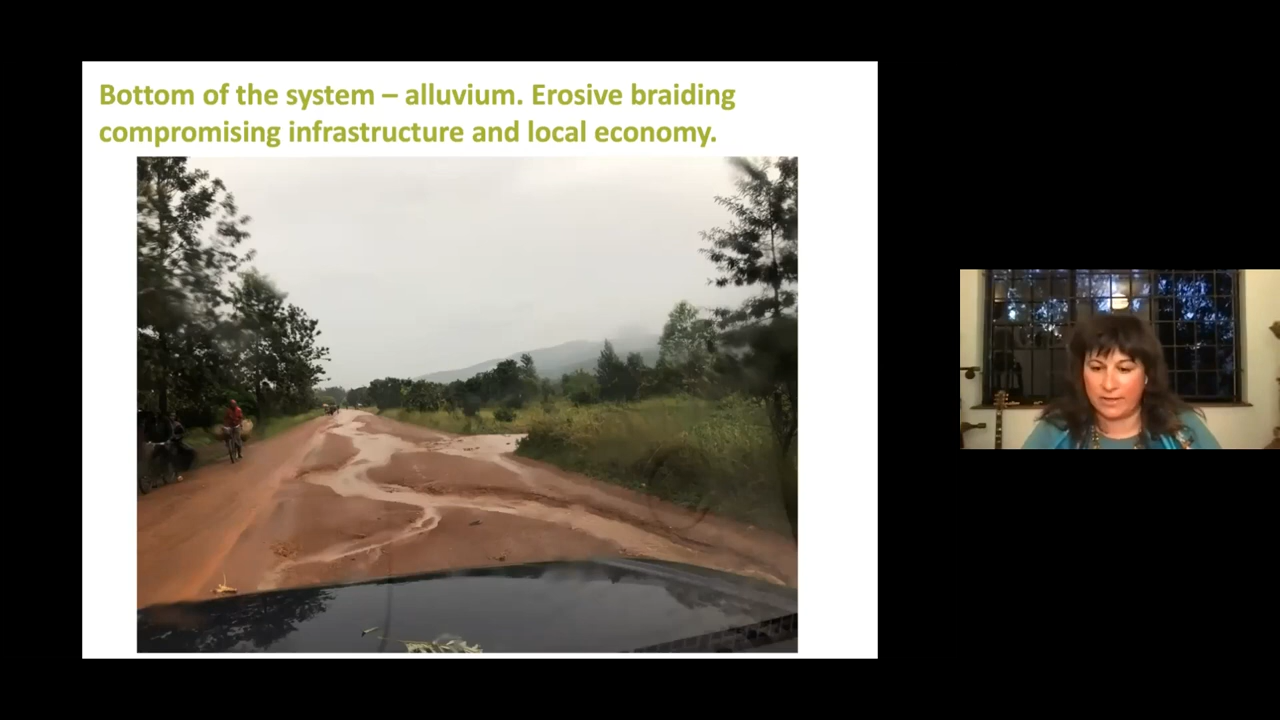 Bottom of the system – alluvium. Erosive braiding
compromising infrastructure and local economy.